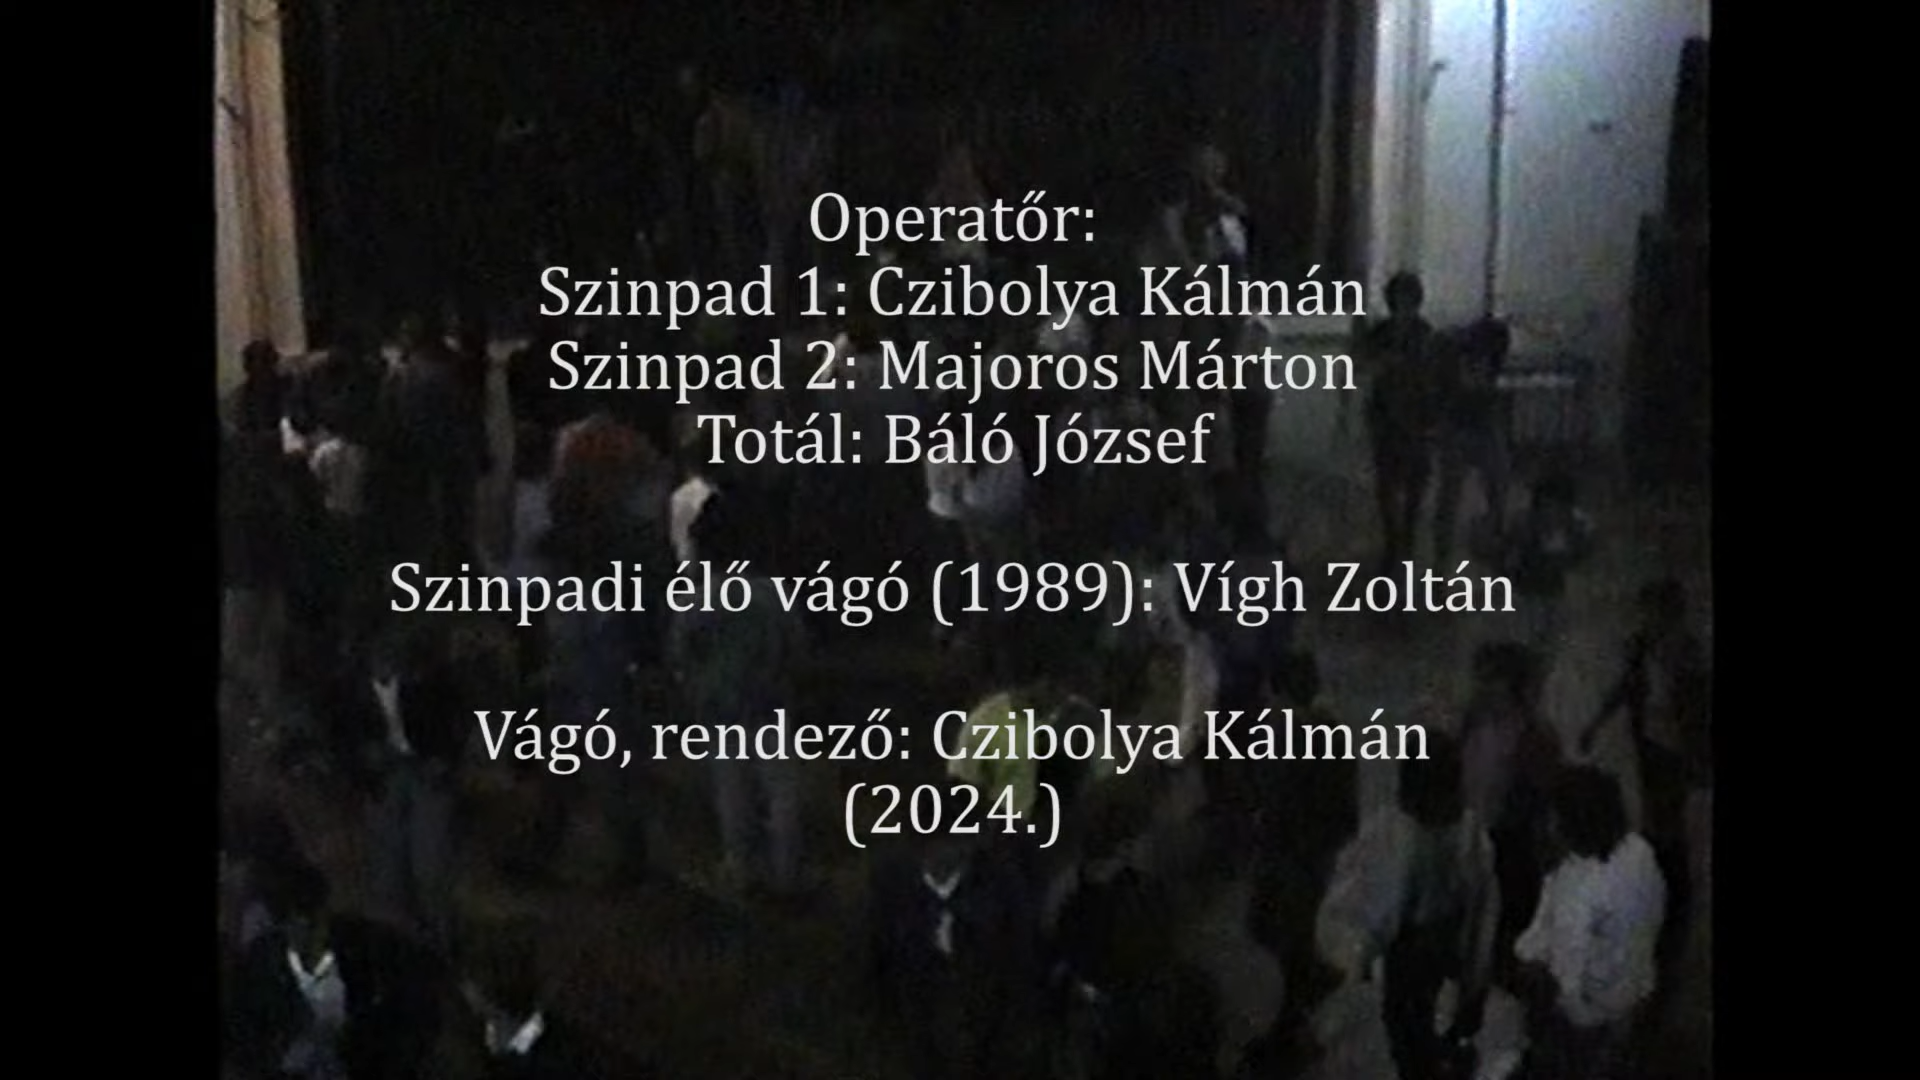 Operatőr:
Szinpad 1: Czibolya Kálmán
Szinpad 2: Majoros Márton
Totál: Báló József
Szinpadi élő vágó (1989): Vígh Zoltán
Vágó, rendező: Czibolya Kálmán
(2024.)